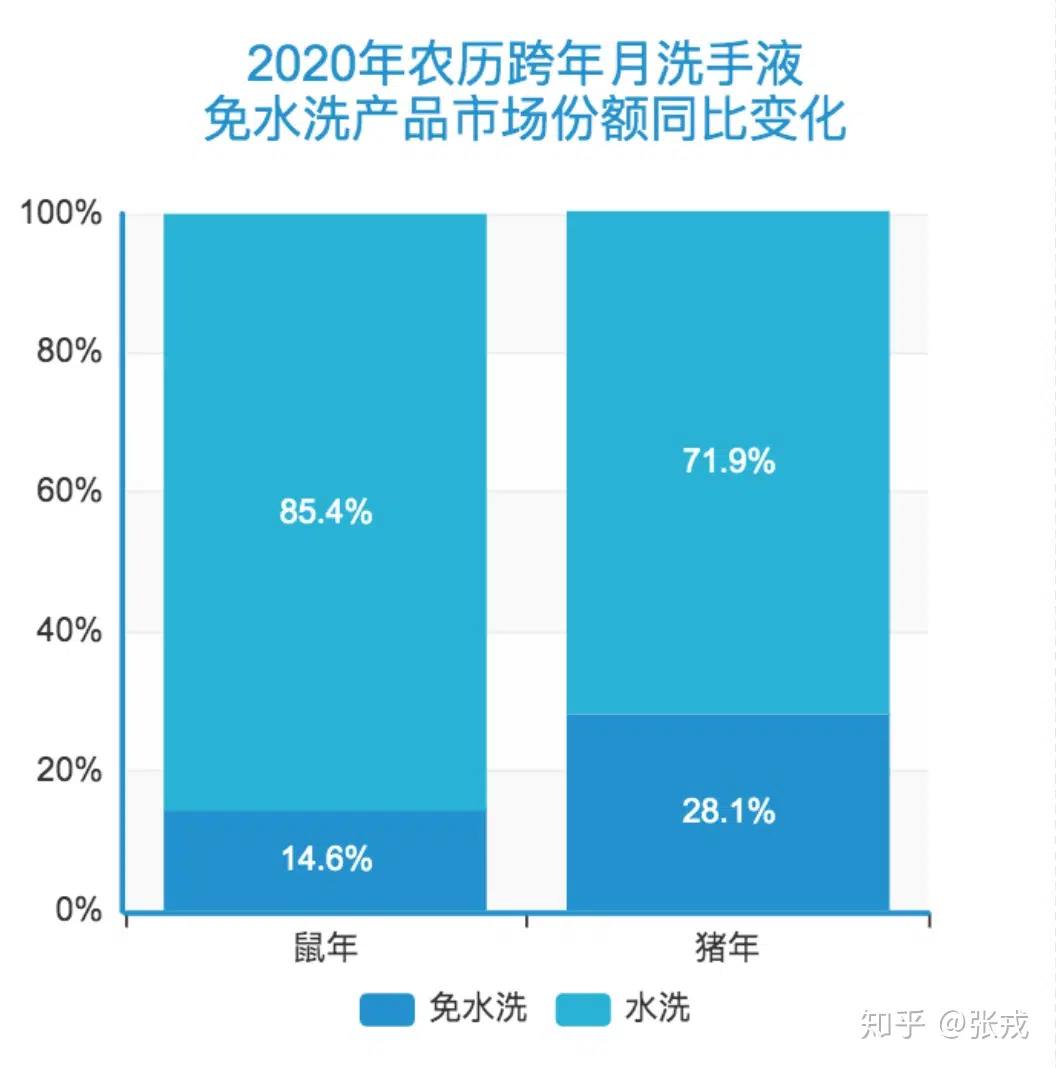 2020年农历跨年月洗手液
免水洗产品市场份额同比变化
100%
80%
60%
40%
20%
0%
85.4%
14.6%
71.9%
28.1%
鼠年
猪年
免水洗
水洗
知乎 @张戎